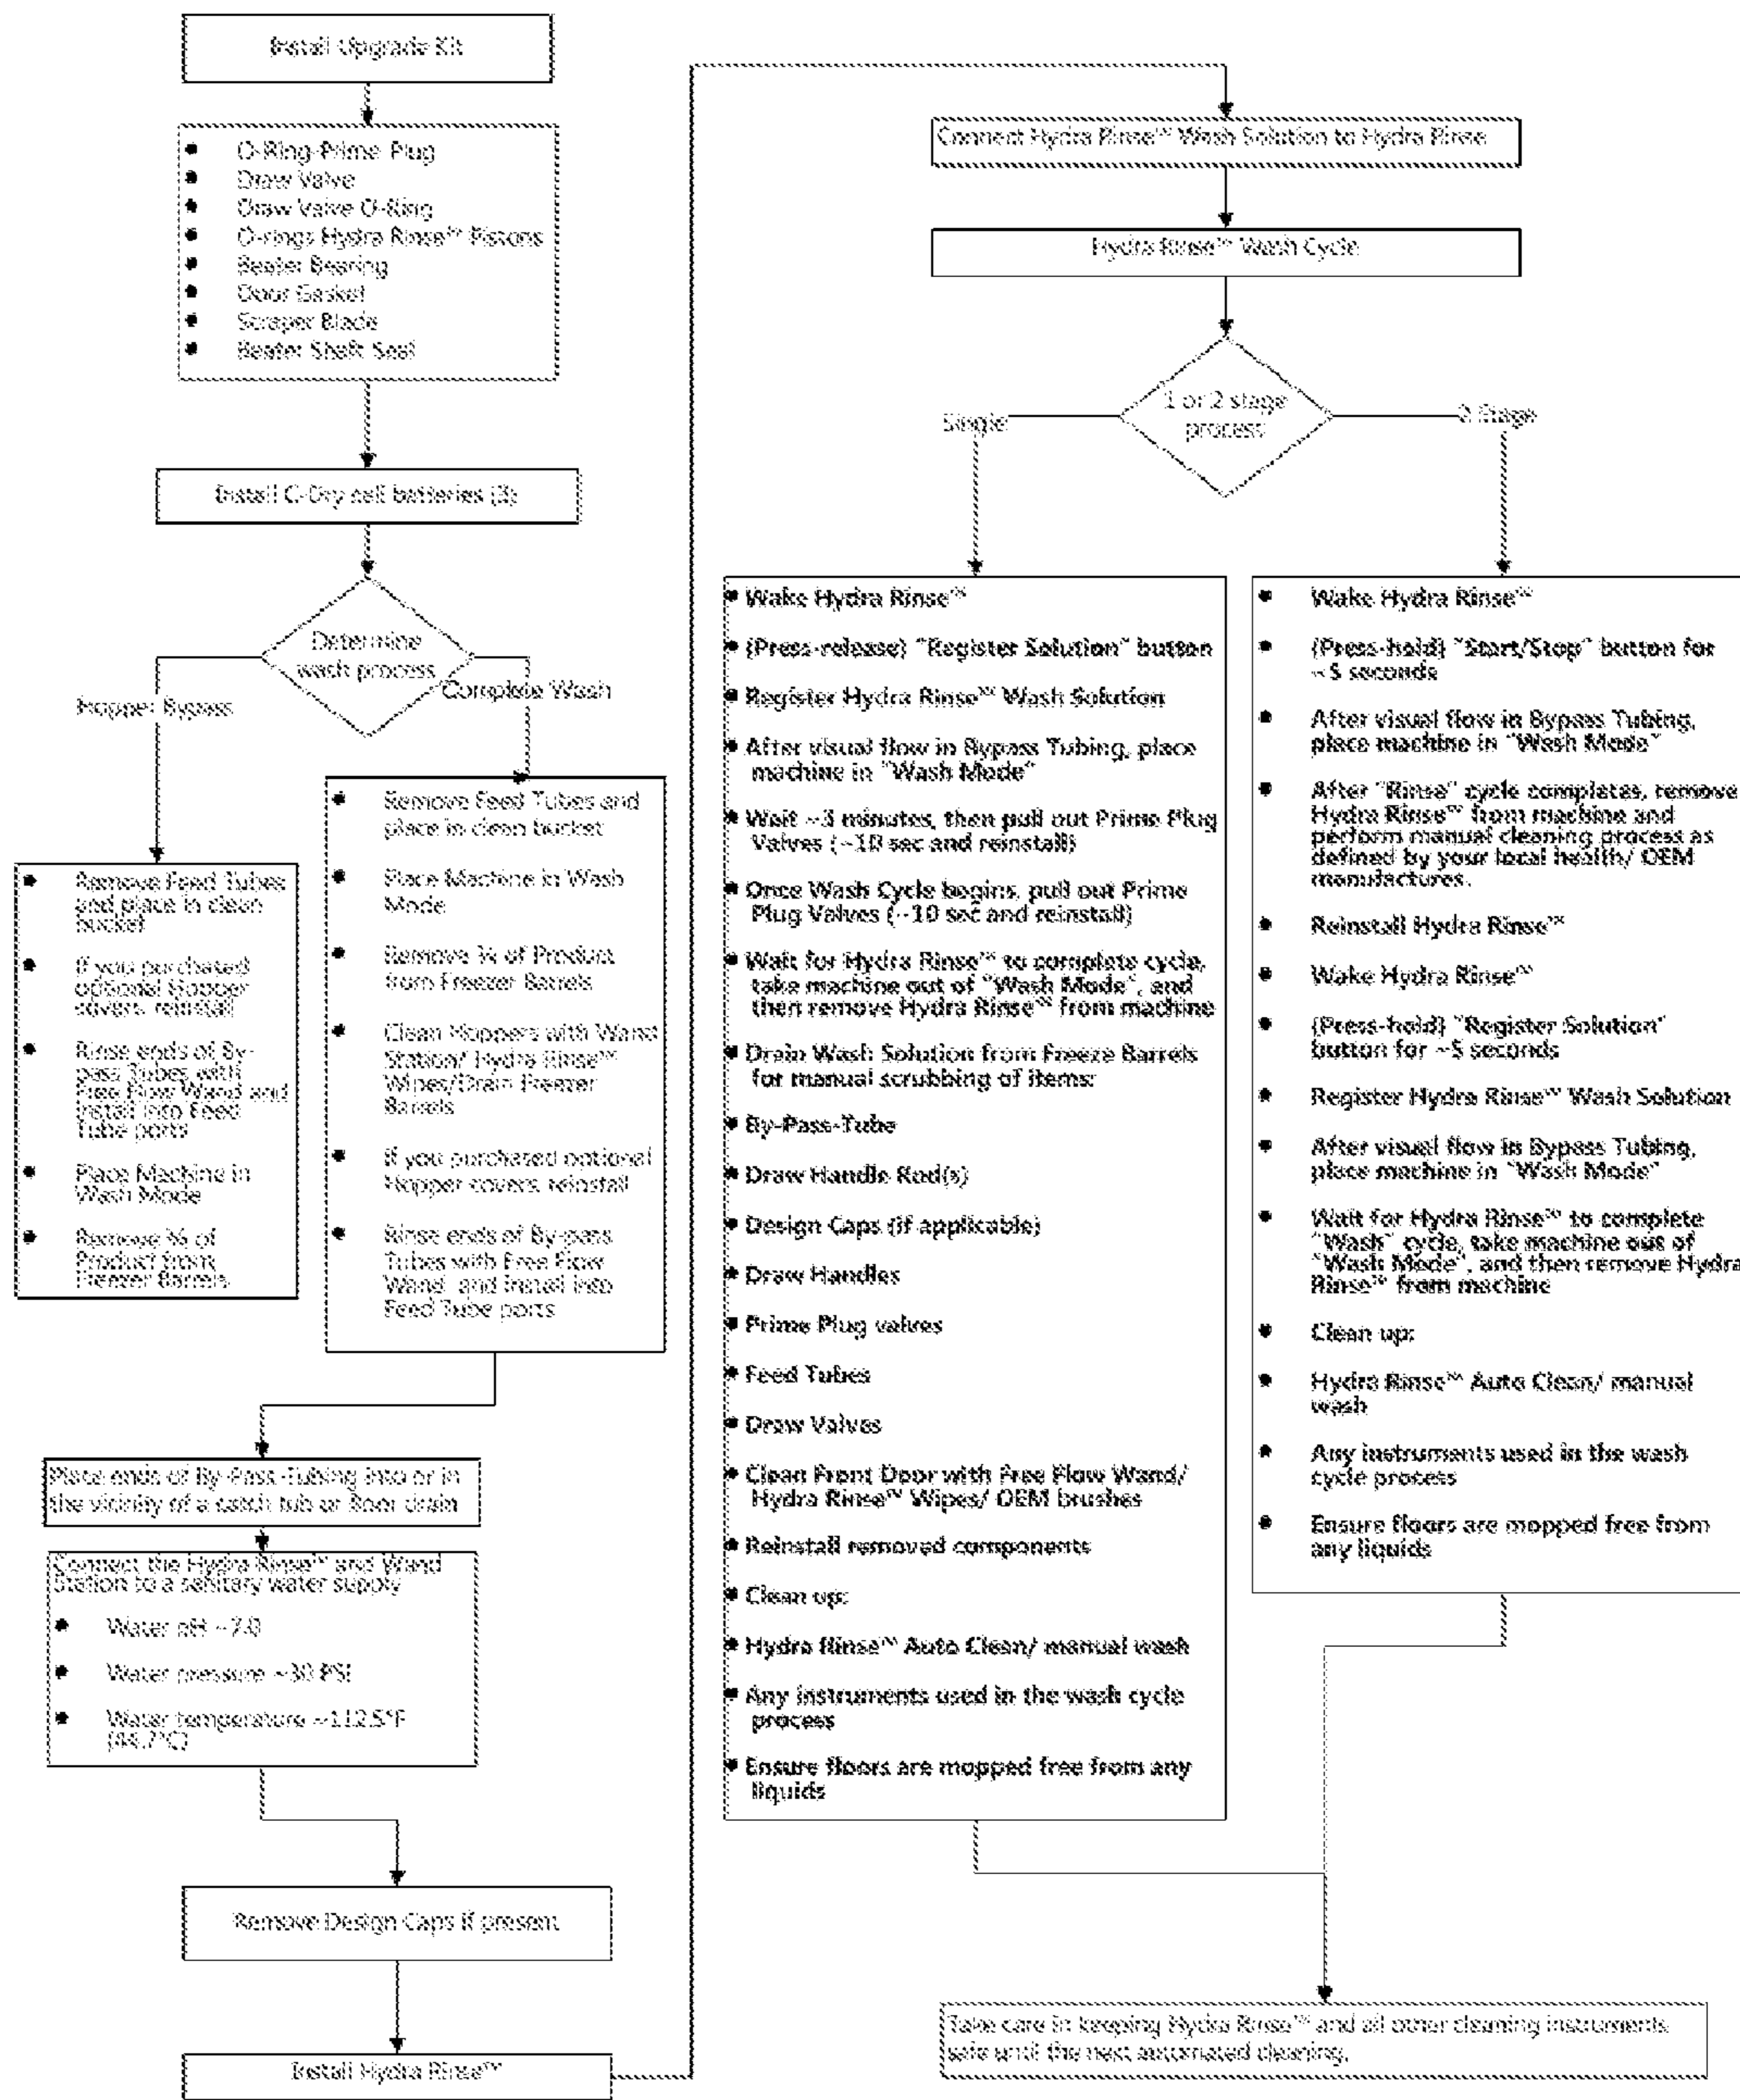 Install Upgrade Kit
O-Ring-Prime Plug
Draw Valve
Draw Valve O-Ring
O-rings Hydra Rinse™ Pistons
Beater Bearing
Door Gasket
Scraper Blade
Beater Shaft Seal
Install C-Dry cell batteries (3)
Determine
wash process
Hopper Bypass
Complete Wash
Remove Feed Tubes
and place in clean
bucket
If you purchased
optional Hopper
covers, reinstall
Rinse ends of By-
pass Tubes with
Free Flow Wand and
Install into Feed
Tube ports
Place Machine in
Wash Mode
Remove ¾ of
Product from
Freezer Barrels
Remove Feed Tubes and
place in clean bucket
Place Machine in Wash
Mode
Remove ¾ of Product
from Freezer Barrels
Clean Hoppers with Wand
Station/ Hydra Rinse™
Wipes/Drain Freezer
Barrels
If you purchased optional
Hopper covers, reinstall
Rinse ends of By-pass
Tubes with Free Flow
Wand and Install into
Feed Tube ports
Place ends of By-Pass-Tubing into or in
the vicinity of a catch tub or floor drain
Connect the Hydra Rinse™ and Wand
Station to a sanitary water supply
Water pH ~7.0
Water pressure ~30 PSI
Water temperature ~112.5°F
(44.7°C)
Remove Design Caps if present
Install Hydra Rinse™
Connect Hydra Rinse™ Wash Solution to Hydra Rinse
Hydra Rinse™ Wash Cycle
1 or 2 stage
process
Single
2 Stage
Wake Hydra Rinse™
(Press-release) "Register Solution" button
Register Hydra Rinse™ Wash Solution
After visual flow in Bypass Tubing, place
machine in "Wash Mode"
Wait ~3 minutes, then pull out Prime Plug
Valves (~10 sec and reinstall)
Once Wash Cycle begins, pull out Prime
Plug Valves (~10 sec and reinstall)
Wait for Hydra Rinse™ to complete cycle,
take machine out of "Wash Mode", and
then remove Hydra Rinse™ from machine
Drain Wash Solution from Freeze Barrels
for manual scrubbing of items:
By-Pass-Tube
Draw Handle Rod(s)
Design Caps (if applicable)
Draw Handles
Prime Plug valves
Feed Tubes
Draw Valves
Clean Front Door with Free Flow Wand/
Hydra Rinse™ Wipes/ OEM brushes
Reinstall removed components
Clean up:
Hydra Rinse™ Auto Clean/ manual wash
Any instruments used in the wash cycle
process
Ensure floors are mopped free from any
liquids
Wake Hydra Rinse™
(Press-hold) "Start/Stop" button for
~5 seconds
After visual flow in Bypass Tubing,
place machine in "Wash Mode"
After "Rinse" cycle completes, remove
Hydra Rinse™ from machine and
perform manual cleaning process as
defined by your local health/ OEM
manufactures.
Reinstall Hydra Rinse™
Wake Hydra Rinse™
(Press-hold) "Register Solution"
button for ~5 seconds
Register Hydra Rinse™ Wash Solution
After visual flow in Bypass Tubing,
place machine in "Wash Mode"
Wait for Hydra Rinse™ to complete
"Wash" cycle, take machine out of
"Wash Mode", and then remove Hydra
Rinse™ from machine
Clean up:
Hydra Rinse™ Auto Clean/ manual
wash
Any instruments used in the wash
cycle process
Ensure floors are mopped free from
any liquids
Take care in keeping Hydra Rinse™ and all other cleaning instruments
safe until the next automated cleaning.